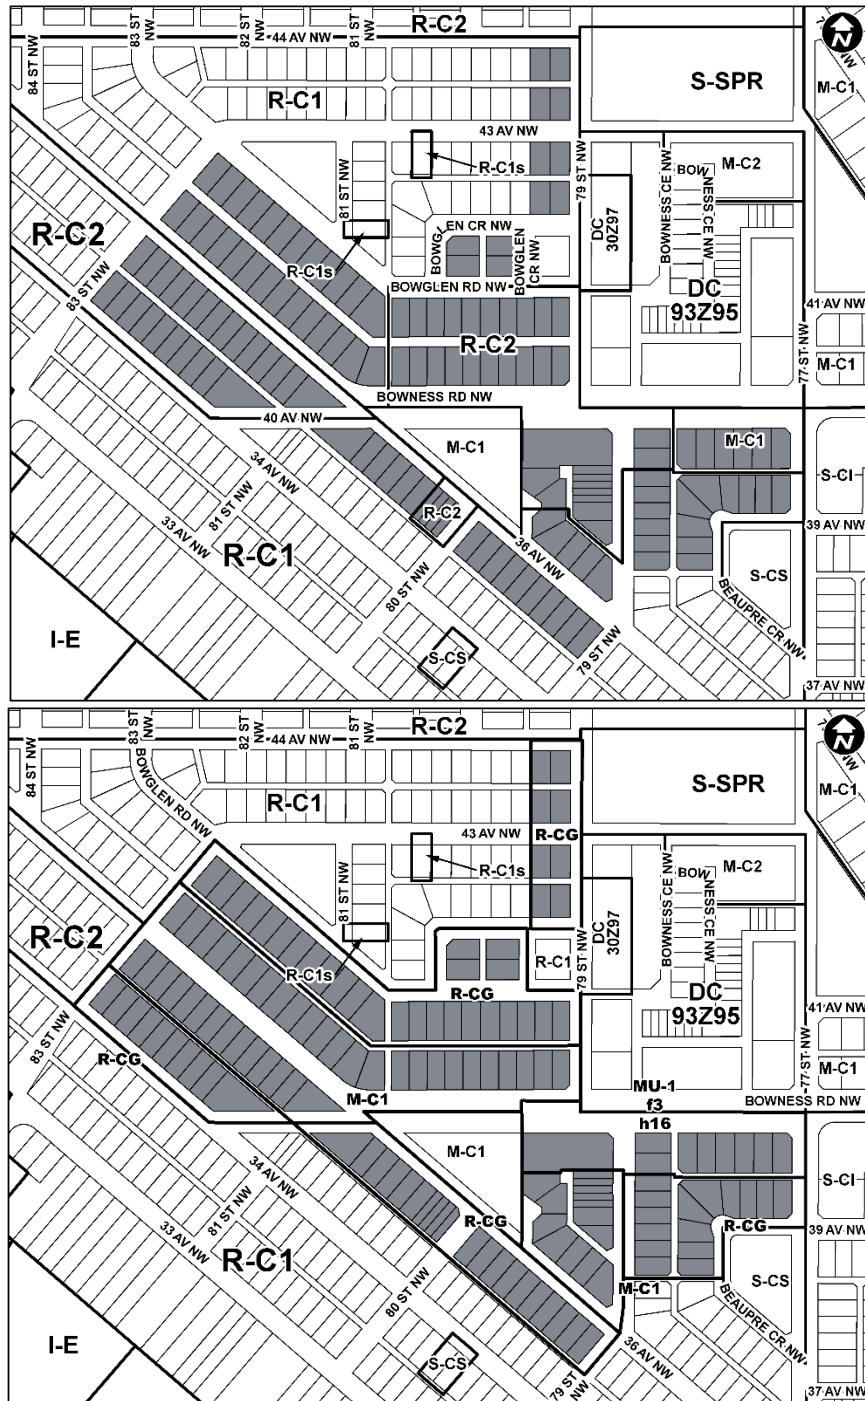 83 ST NW
82 ST NW
81 ST NW
R-C2
44 AV NW
84 ST NW
N
S-SPR
M-C1
R-C1
43 AV NW
R-C1s
M-C2
BOWNESS CE NW
81 ST NW
79 ST NW
DC
30Z97
R-C2
BOWGLEN CR NW
BOWGLEN
CR NW
R-C1s
BOWGLEN RD NW
DC
93Z95
83 ST NW
41 AV NW
R-C2
77 ST NW
M-C1
BOWNESS RD NW
40 AV NW
M-C1
M-C1
34 AV NW
S-CI
81 ST NW
R-C2
33 AV NW
R-C1
36 AV NW
39 AV NW
80 ST NW
S-CS
BEAUPRE CR NW
I-E
S-CS
79 ST NW
37 AV NW
83 ST
NW
82 ST
NW
81 ST
NW
R-C2
44 AV NW
84 ST NW
BOWGLEN RD NW
N
S-SPR
M-C1
R-C1
43 AV NW
R-CG
R-C1s
M-C2
BOWNESS CE NW
81 ST NW
79 ST NW
DC
30Z97
R-C2
R-C1
R-C1s
R-CG
DC
93Z95
41 AV NW
83 ST NW
R-CG
77 ST NW
M-C1
M-C1
MU-1
f3
h16
BOWNESS RD NW
34 AV NW
M-C1
S-CI
81 ST NW
R-CG
R-CG
33 AV NW
R-C1
39 AV NW
80 ST NW
M-C1
S-CS
BEAUPRE CR NW
I-E
S-CS
36 AV NW
79 ST
NW
37 AV NW